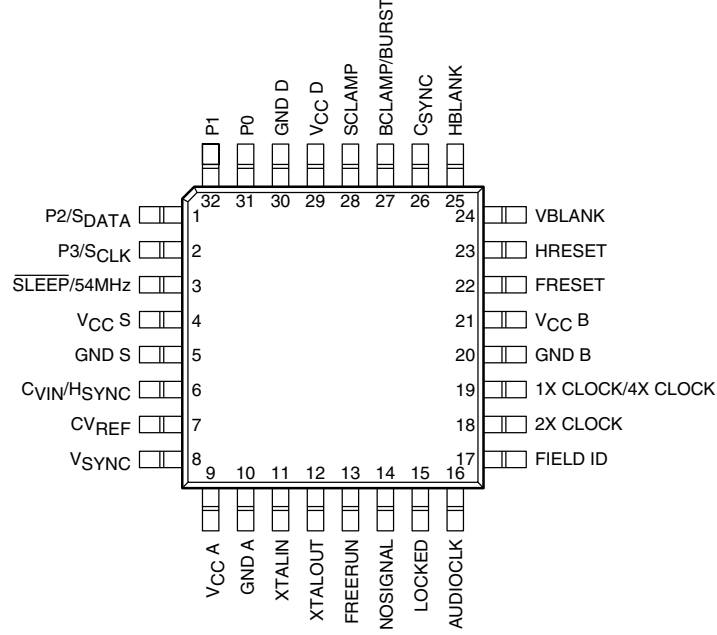 P1
P0
GND D
VCC D
SCLAMP
BCLAMP/BURST
CSYNC
HBLANK
32
31
30
29
28
27
26
25
P2/SDATA
1
P3/SCLK
2
SLEEP/54MHz
3
VCC S
4
GND S
5
CVIN/HSYNC
6
CVREF
7
VSYNC
8
24
VBLANK
23
HRESET
22
FRESET
21
VCC B
20
GND B
19
1X CLOCK/4X CLOCK
18
2X CLOCK
17
FIELD ID
9
10
11
12
13
14
15
16
VCC A
GND A
XTALIN
XTALOUT
FREERUN
NOSIGNAL
LOCKED
AUDIOCLK